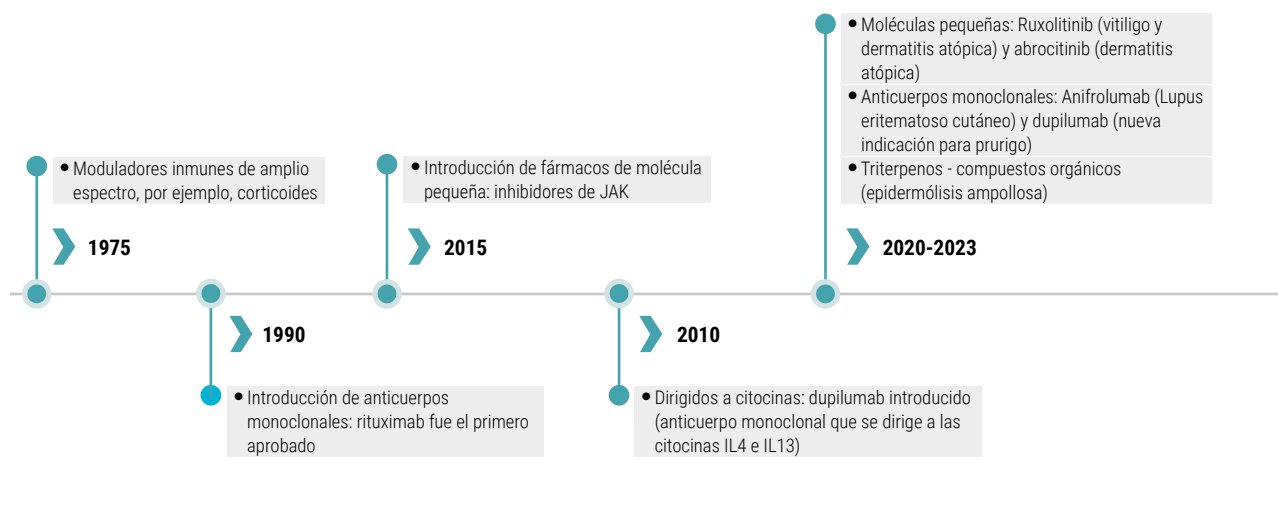 ● Moduladores inmunes de amplio
espectro, por ejemplo, corticoides
1975
1990
● Introducción de anticuerpos
monoclonales: rituximab fue el primero
aprobado
● Introducción de fármacos de molécula
pequeña: inhibidores de JAK
2015
2010
● Dirigidos a citocinas: dupilumab introducido
(anticuerpo monoclonal que se dirige a las
citocinas IL4 e IL13)
● Moléculas pequeñas: Ruxolitinib (vitiligo y
dermatitis atópica) y abrocitinib (dermatitis
atópica)
● Anticuerpos monoclonales: Anifrolumab (Lupus
eritematoso cutáneo) y dupilumab (nueva
indicación para prurigo)
● Triterpenos - compuestos orgánicos
(epidermólisis ampollosa)
2020-2023